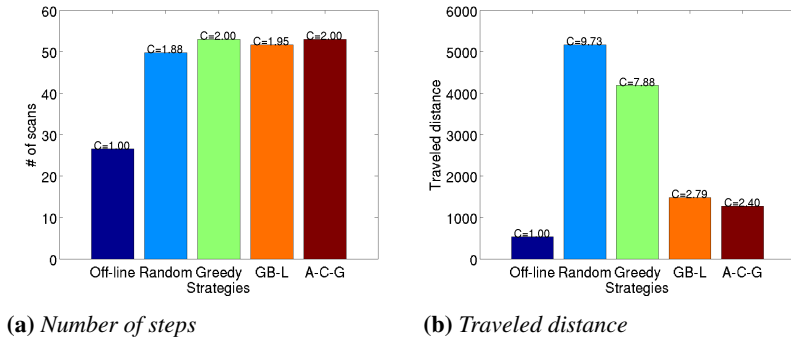 60
50
40
30
20
10
0
# of scans
C=1.00
C=1.88
C=2.00
C=1.95
C=2.00
Off-line Random Greedy GB-L A-C-G
Strategies
(a) Number of steps
6000
5000
4000
3000
2000
1000
0
Traveled distance
C=1.00
C=9.73
C=7.88
C=2.79
C=2.40
Off-line Random Greedy GB-L A-C-G
Strategies
(b) Traveled distance